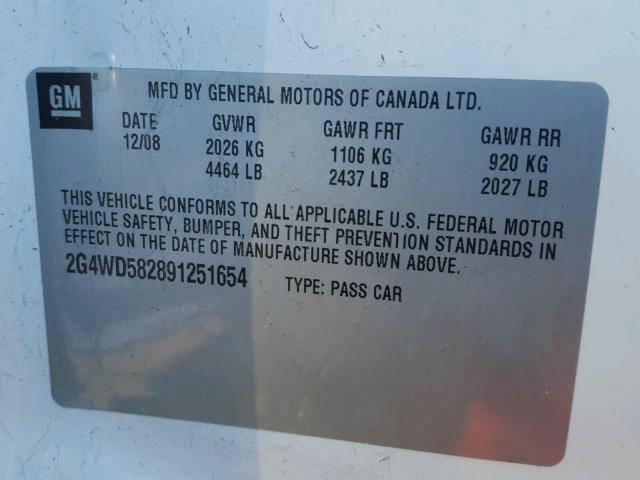 GM
MFD BY GENERAL MOTORS OF CANADA LTD.
DATE GVWR GAWR FRT GAWR RR
12/08 2026 KG 1106 KG 920 KG
4464 LB 2437 LB 2027 LB
THIS VEHICLE CONFORMS TO ALL APPLICABLE U.S. FEDERAL MOTOR
VEHICLE SAFETY, BUMPER, AND THEFT PREVENTION STANDARDS IN
EFFECT ON THE DATE OF MANUFACTURE SHOWN ABOVE.
2G4WD582891251654 TYPE: PASS CAR